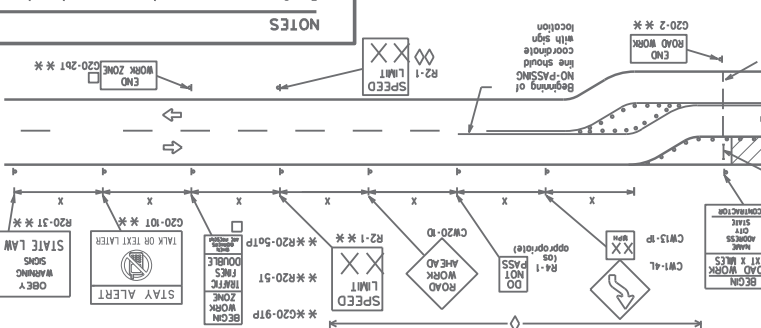 BEGIN
ROAD WORK
XT X MILES
NAME
ADDRESS
CITY
STATE
CONTRACTOR
CW1-4L
CW13-1P
XX
MPH
R4-1
(as
appropriate)
DO
NOT
PASS
ROAD
WORK
AHEAD
CW20-1D
SPEED
LIMIT
X X
R2-1 * *
* * G20-9TP
* * R20-5T
* * R20-5aTP
BEGIN
WORK
ZONE
TRAFFIC
FINES
DOUBLE
STAY ALERT
TALK OR TEXT LATER
G20-10T * *
OBEY
WARNING
SIGNS
STATE LAW
R20-3T * *
X
X
X
X
X
X
X
END
ROAD WORK
G20-2 * *
Beginning of
NO-PASSING
line should
coordinate
with sign
location
SPEED
LIMIT
X X
R2-1
END
WORK ZONE
G20-2bT * *
NOTES